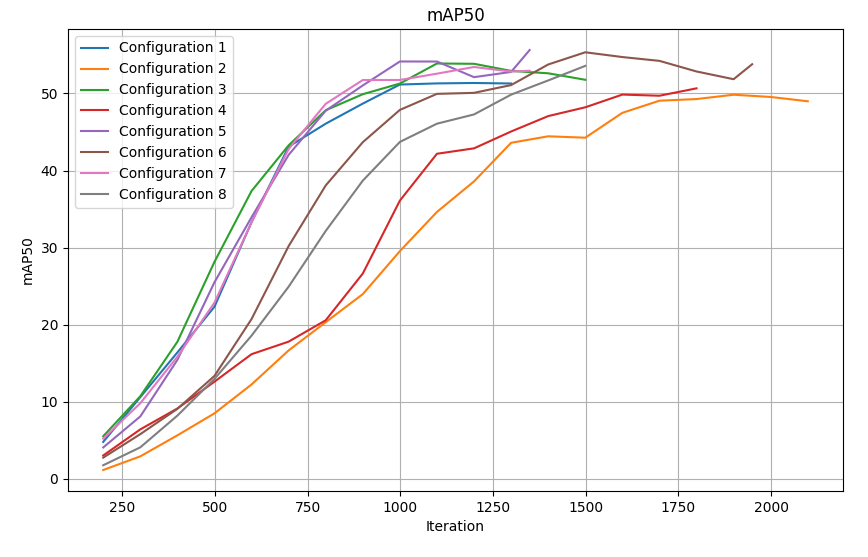 mAP50
Configuration 1
Configuration 2
Configuration 3
Configuration 4
Configuration 5
Configuration 6
Configuration 7
Configuration 8
mAP50
50
40
30
20
10
0
250 500 750 1000 1250 1500 1750 2000
Iteration